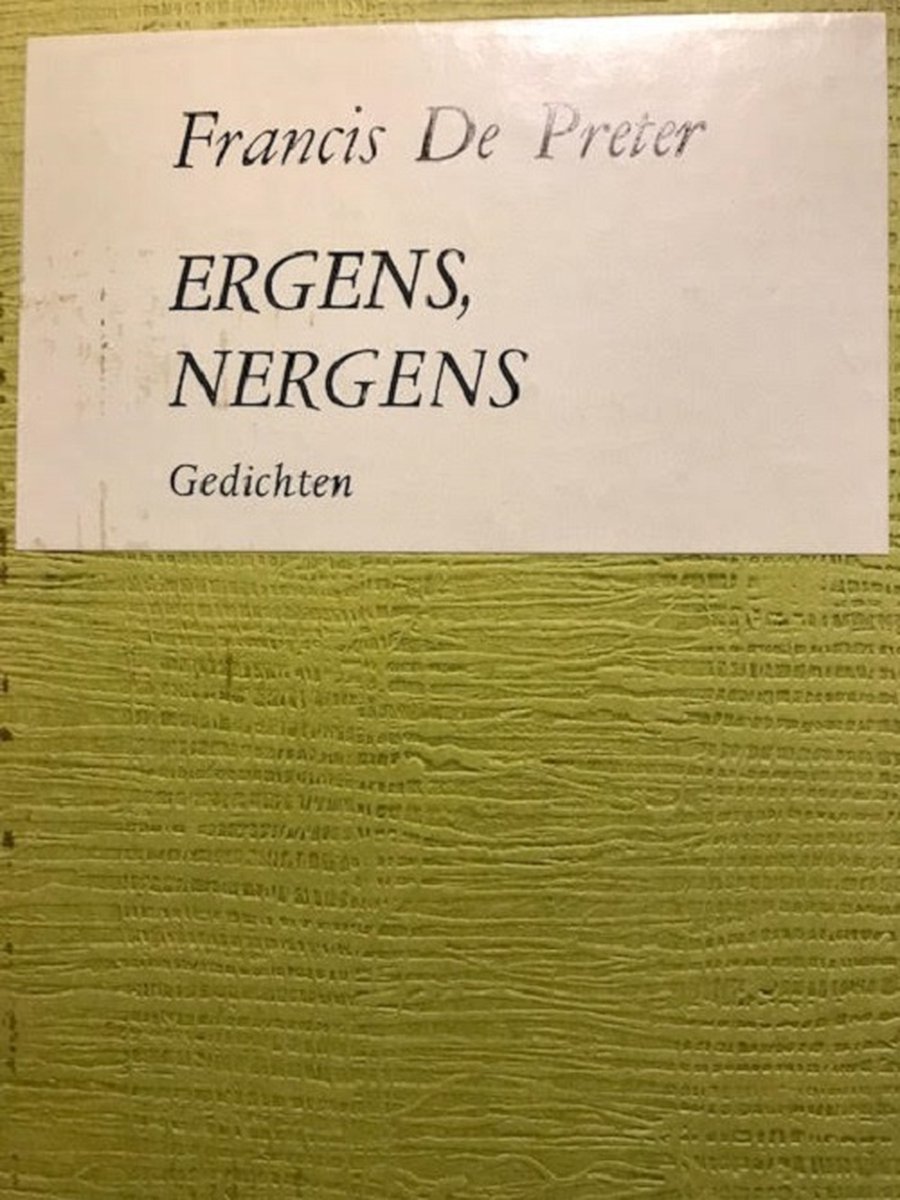 Francis De Preter
ERGENS,
NERGENS
Gedichten